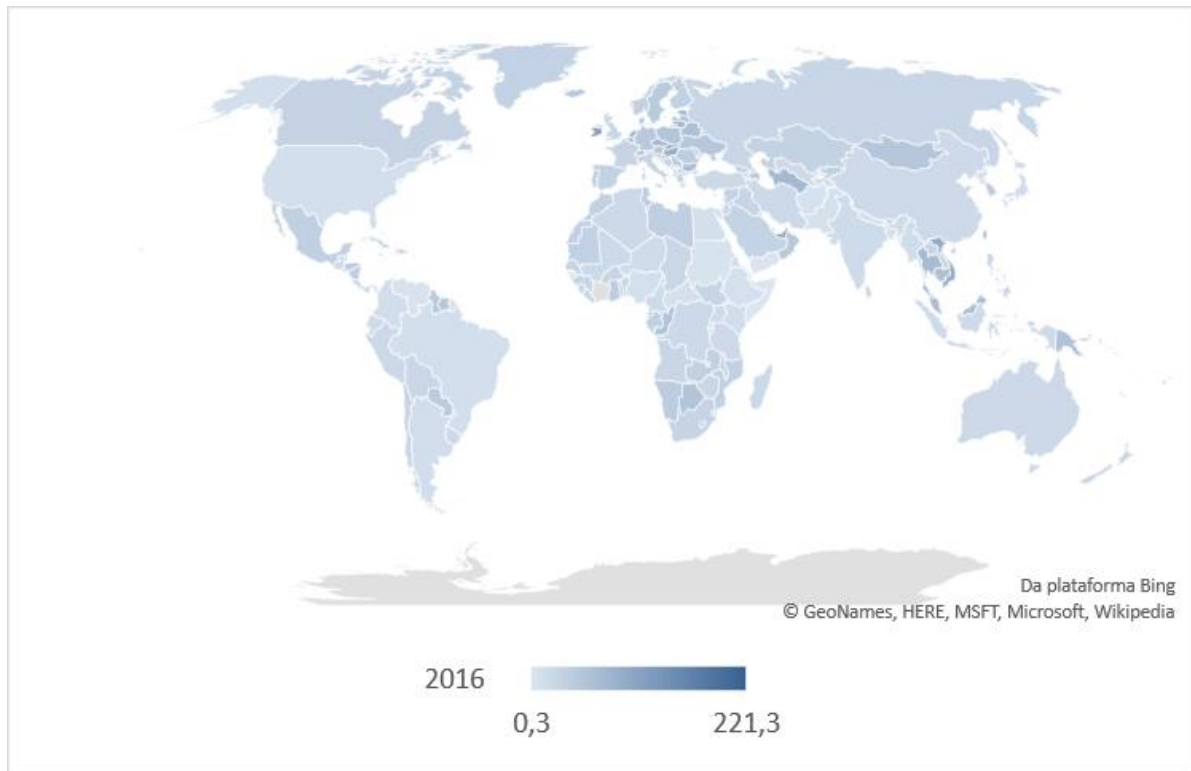 Da plataforma Bing
© GeoNames, HERE, MSFT, Microsoft, Wikipedia
2016
0,3 221,3